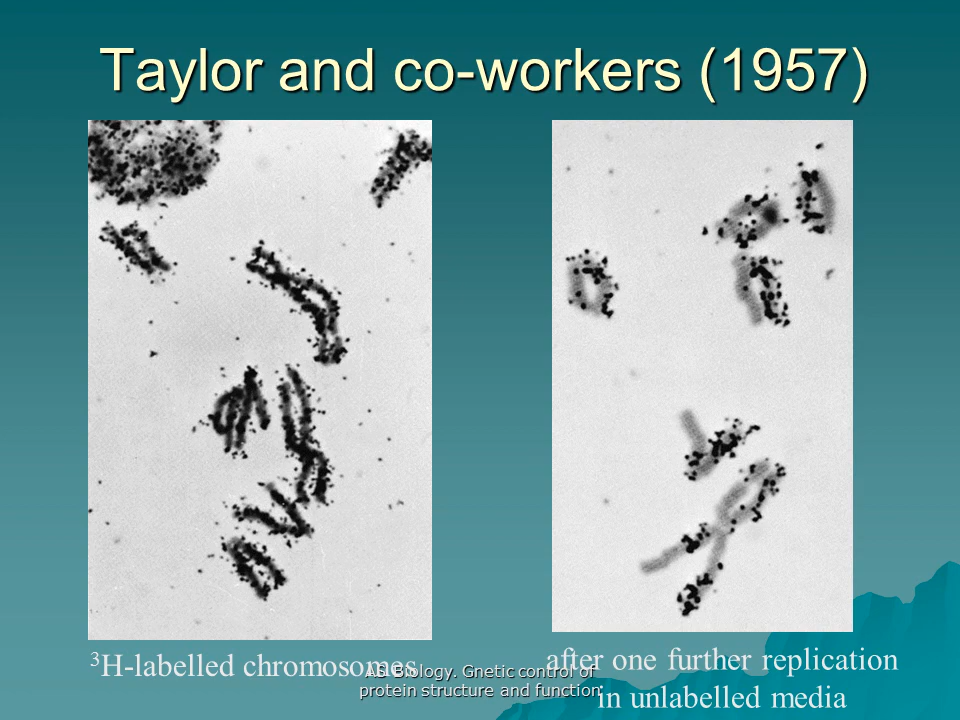 Taylor and co-workers (1957)
³H-labelled chromosomes
after one further replication
in unlabelled media
AS Biology. Gnetic control of
protein structure and function